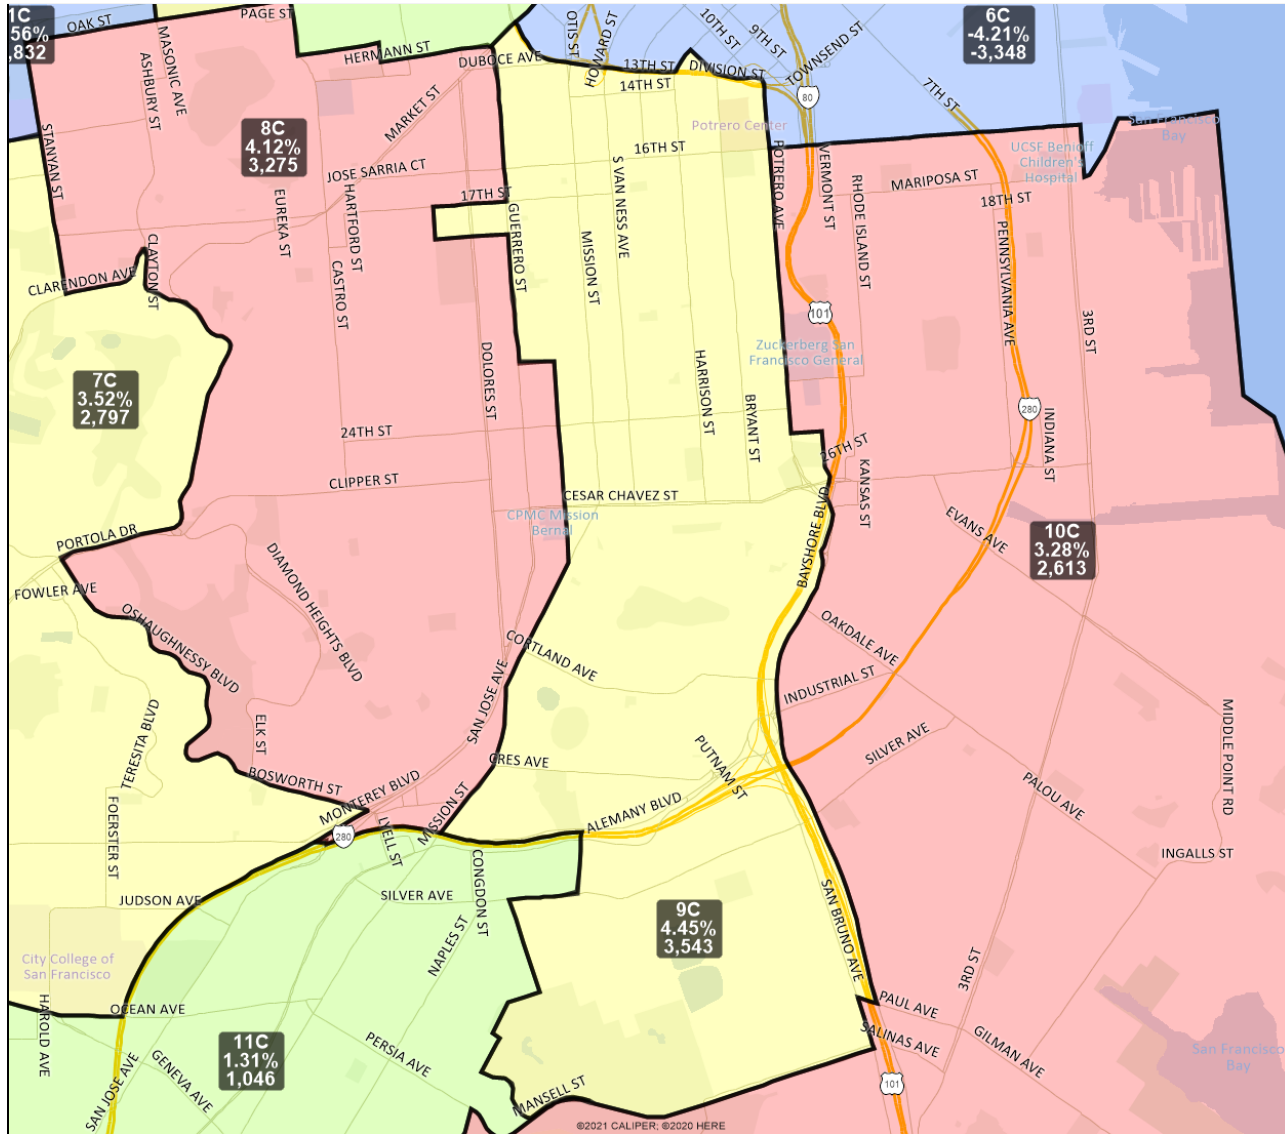 1C
56%
,832
OAK ST
PAGE ST
HERMANN ST
MASONIC AVE
ASHBURY ST
STANYAN ST
8C
4.12%
3,275
MARKET ST
DUBOCE AVE
OTIS ST
HOWARD ST
13TH ST
14TH ST
DIVISION ST
10TH ST
9TH ST
TOWNSEND ST
80
7TH ST
6C
-4.21%
-3,348
San Francisco
Bay
Potrero Center
UCSF Benioff
Children's
Hospital
16TH ST
JOSE SARRIA CT
17TH ST
HARTFORD ST
EUREKA ST
CASTRO ST
CLAYTON ST
CLARENDON AVE
GUERRERO ST
MISSION ST
S VAN NESS AVE
POTRERO AVE
VERMONT ST
RHODE ISLAND ST
MARIPOSA ST
18TH ST
PENNSYLVANIA AVE
3RD ST
101
Zuckerberg San
Francisco General
7C
3.52%
2,797
DOLORES ST
HARRISON ST
BRYANT ST
280
INDIANA ST
24TH ST
26TH ST
KANSAS ST
CLIPPER ST
CESAR CHAVEZ ST
CPMC Mission
Bernal
BAYSHORE BLVD
EVANS AVE
10C
3.28%
2,613
PORTOLA DR
FOWLER AVE
OSHAUGHNESSY BLVD
DIAMOND HEIGHTS BLVD
CORTLAND AVE
OAKDALE AVE
INDUSTRIAL ST
SAN JOSE AVE
TERESITA BLVD
ELK ST
SILVER AVE
MIDDLE POINT RD
PUTNAM ST
CRES AVE
BOSWORTH ST
MONTEREY BLVD
MISSION ST
ALEMANY BLVD
PALOU AVE
FOERSTER ST
280
LYELL ST
CONGDON ST
INGALLS ST
JUDSON AVE
SILVER AVE
NAPLES ST
9C
4.45%
3,543
SAN BRUNO AVE
3RD ST
City College of
San Francisco
HAROLD AVE
OCEAN AVE
PAUL AVE
SALINAS AVE
GILMAN AVE
11C
1.31%
1,046
PERSIA AVE
SAN JOSE AVE
GENEVA AVE
MANSELL ST
101
San Francisco
Bay
©2021 CALIPER; ©2020 HERE